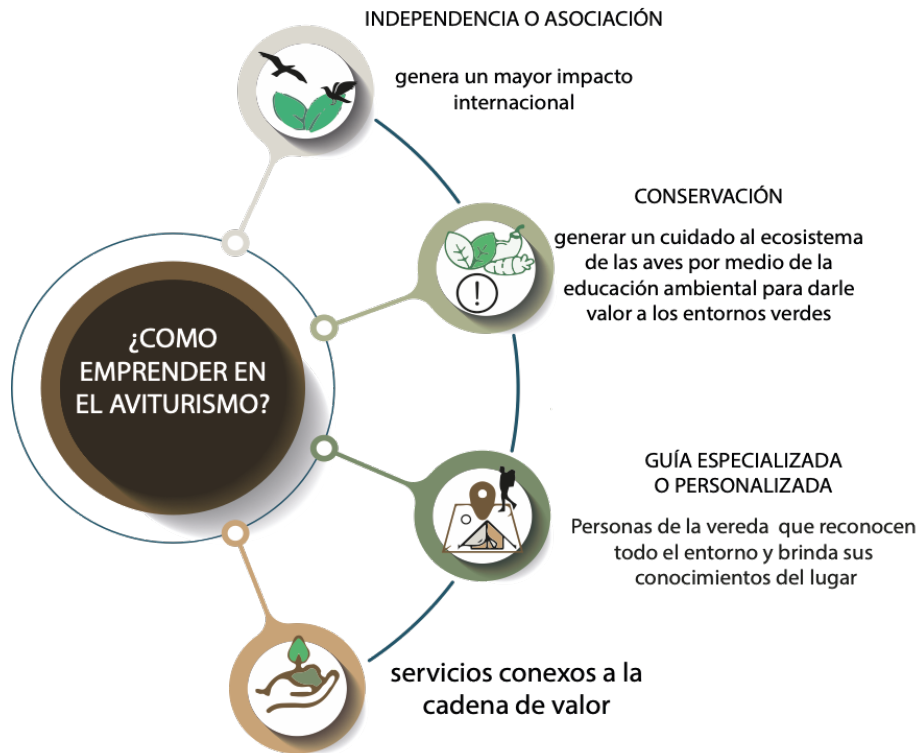 INDEPENDENCIA O ASOCIACIÓN
genera un mayor impacto
internacional
CONSERVACIÓN
generar un cuidado al ecosistema
de las aves por medio de la
educación ambiental para darle
valor a los entornos verdes
¿COMO
EMPRENDER EN
EL AVITURISMO?
GUÍA ESPECIALIZADA
O PERSONALIZADA
Personas de la vereda que reconocen
todo el entorno y brinda sus
conocimientos del lugar
servicios conexos a la
cadena de valor